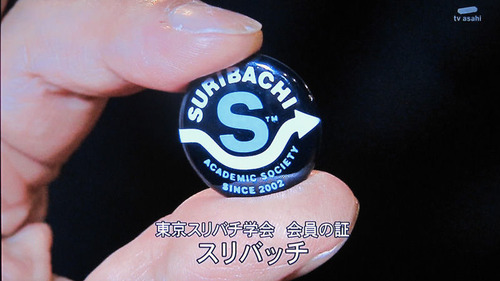 tv asahi
SURIBACHI
S TM
ACADEMIC SOCIETY
SINCE 2002
東京スリバチ学会 会員の証
スリバッチ